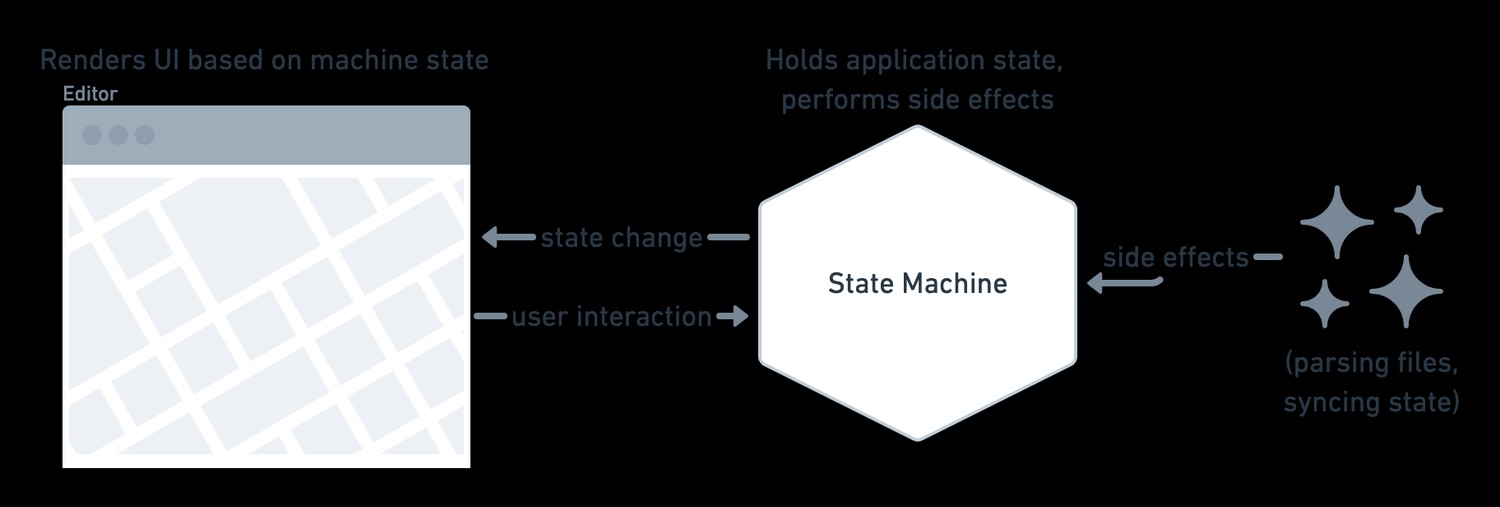 Renders UI based on machine state
Editor
Holds application state,
performs side effects
state change
user interaction
State Machine
side effects
(parsing files,
syncing state)